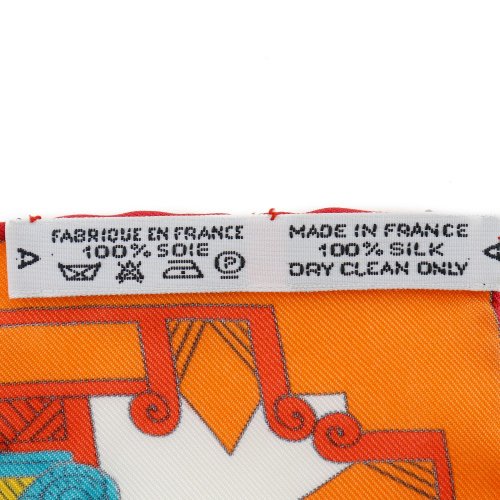 FABRIQUE EN FRANCE
100% SOIE
A
P
MADE IN FRANCE
100% SILK
DRY CLEAN ONLY
A